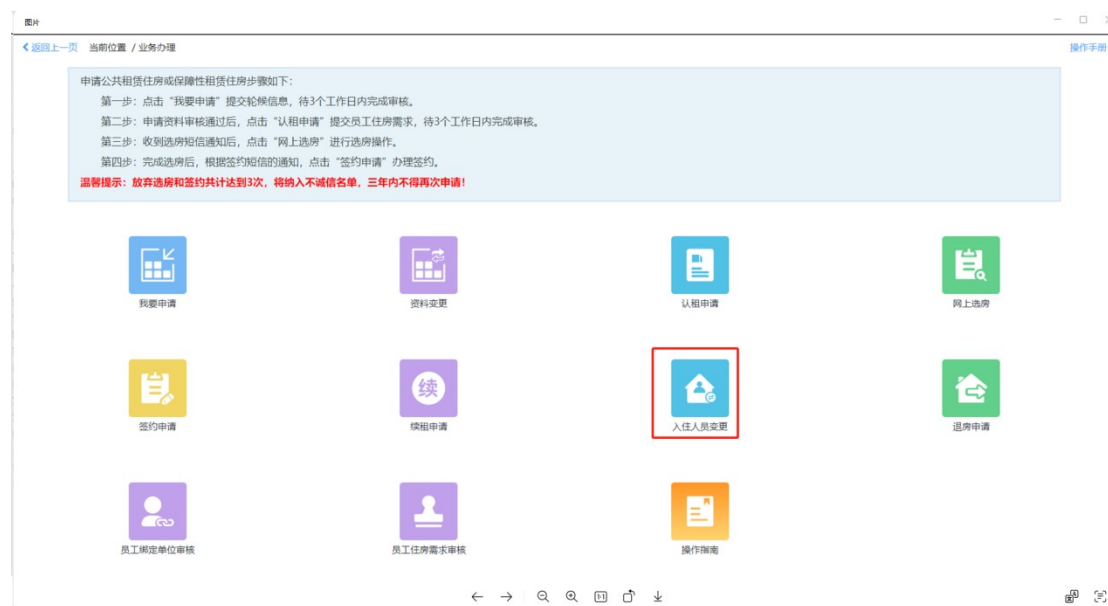 图片
返回上一页 当前位置 / 业务办理
操作手册
申请公共租赁住房或保障性租赁住房步骤如下：
第一步：点击“我要申请”提交轮候信息，待3个工作日内完成审核。
第二步：申请资料审核通过后，点击“认租申请”提交员工住房需求，待3个工作日内完成审核。
第三步：收到选房短信通知后，点击“网上选房”进行选房操作。
第四步：完成选房后，根据签约短信的通知，点击“签约申请”办理签约。
温馨提示：放弃选房和签约共计达到3次，将纳入不诚信名单，三年内不得再次申请！
我要申请
资料变更
认租申请
网上选房
续
签约申请
续租申请
入住人员变更
退房申请
员工绑定单位审核
员工住房需求审核
操作指南
1:1